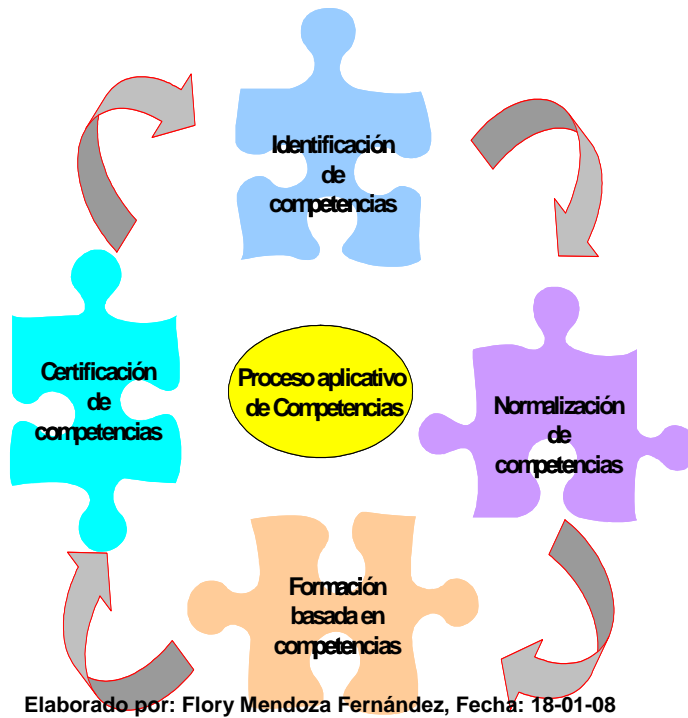 Identificación
de
competencias
Certificación
de
competencias
Proceso aplicativo
de Competencias
Normalización
de
competencias
Formación
basada en
competencias
Elaborado por: Flory Mendoza Fernández, Fecha: 18-01-08